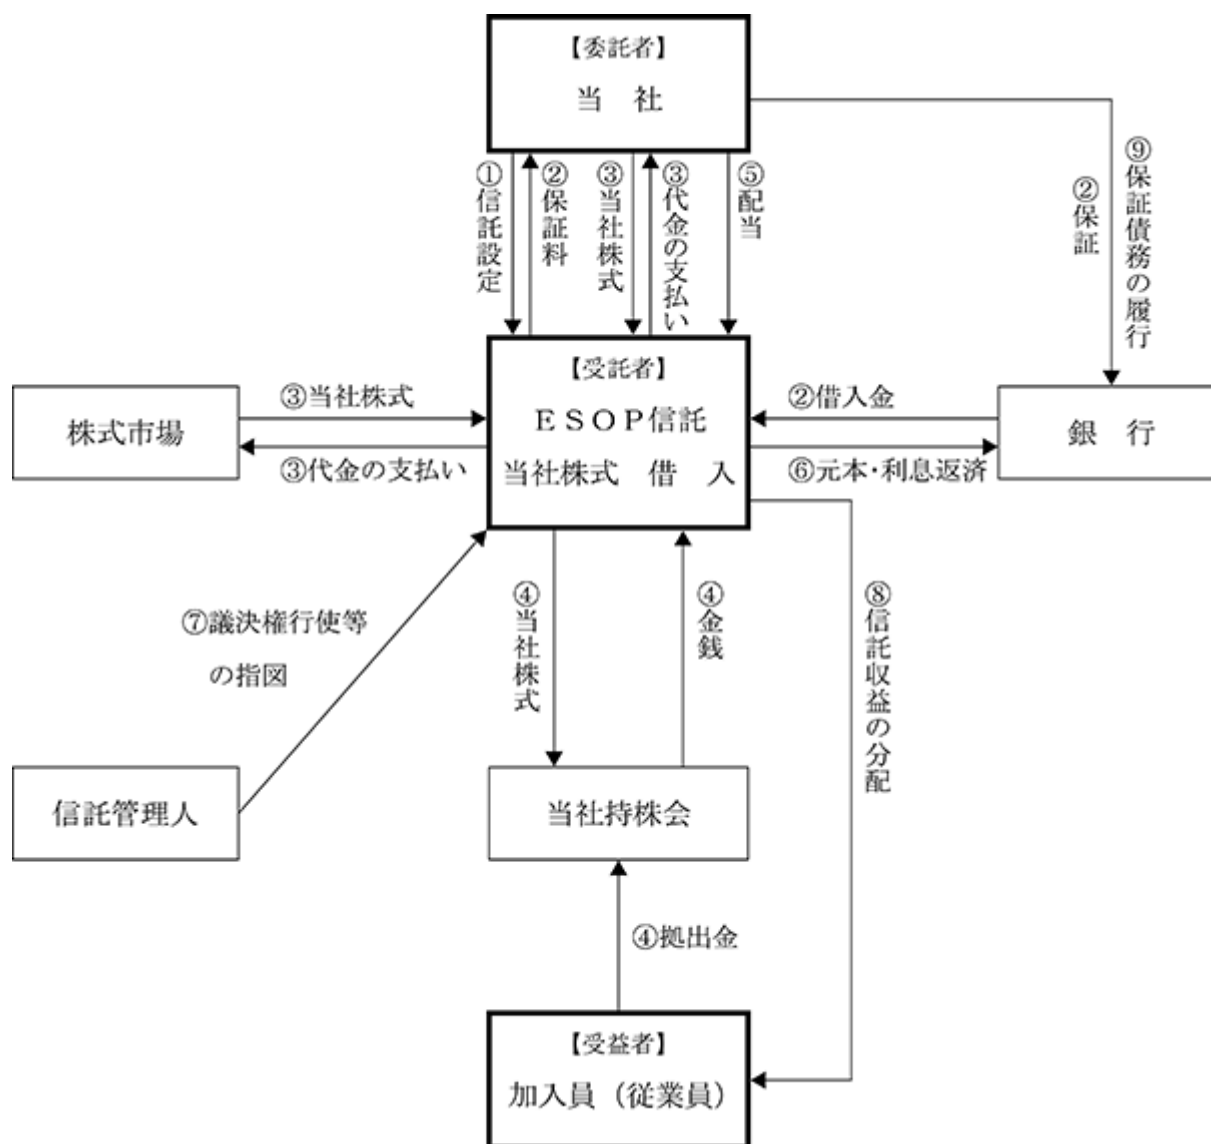 【委託者】
当 社
①信託設定
②保証料
③当社株式
③代金の支払い
⑤配当
②保証
⑨保証債務の履行
【受託者】
ESOP信託
当社株式 借 入
株式市場
③当社株式
③代金の支払い
②借入金
⑥元本・利息返済
銀 行
⑦議決権行使等
の指図
④当社株式
④金銭
⑧信託収益の分配
信託管理人
当社持株会
④拠出金
【受益者】
加入員（従業員）